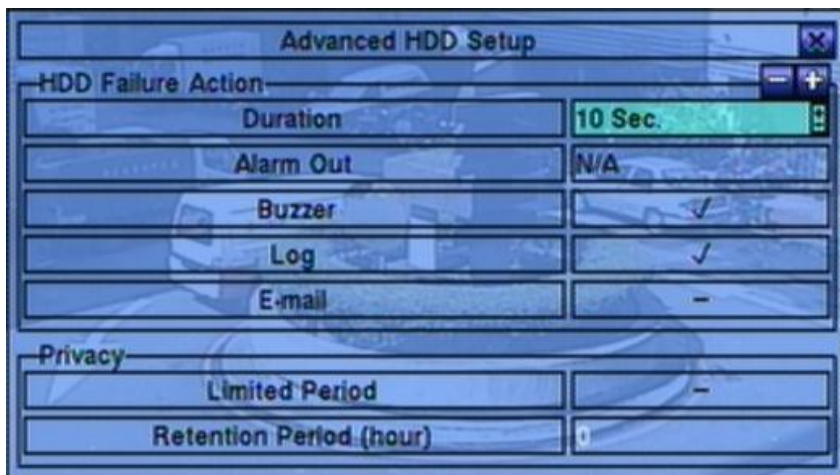 Advanced HDD Setup
HDD Failure Action
Duration 10 Sec.
Alarm Out N/A
Buzzer ✓
Log ✓
E-mail –
Privacy
Limited Period –
Retention Period (hour) 0